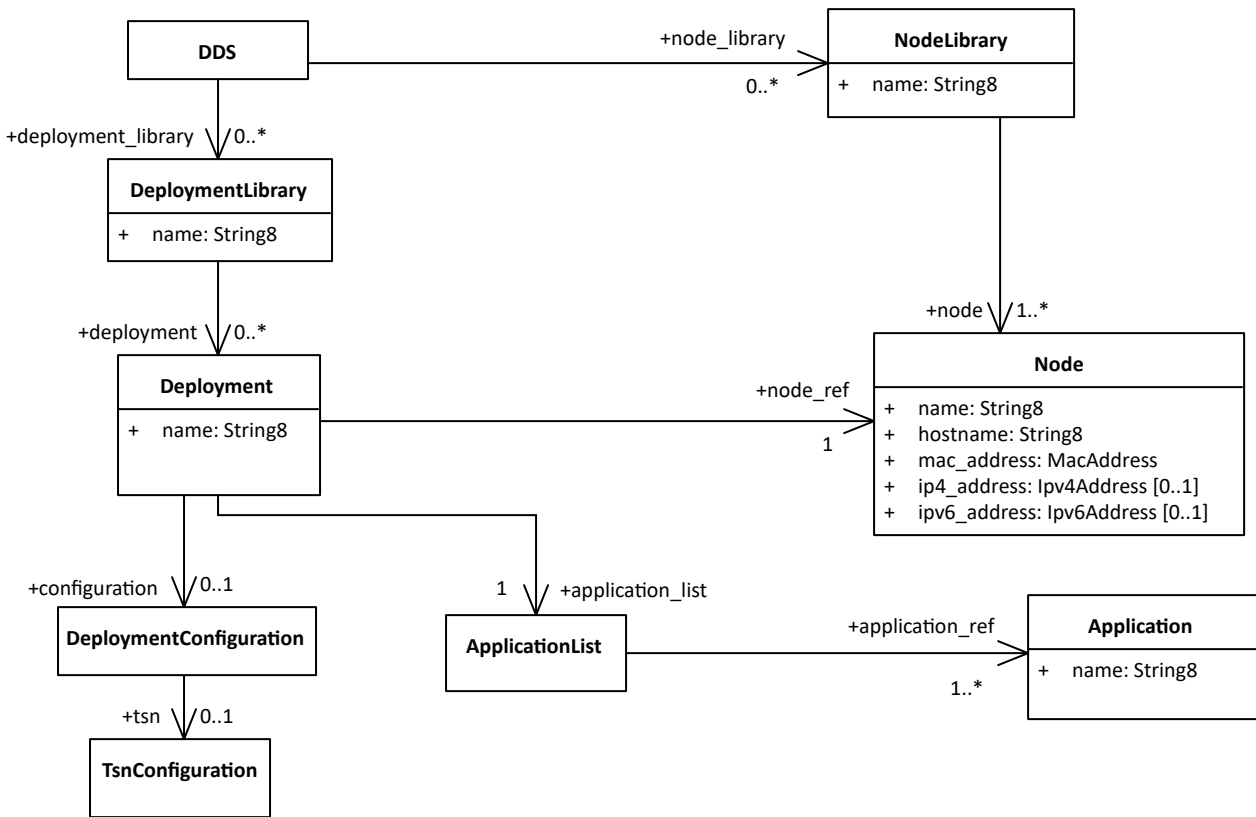 DDS
+node_library
0..*
NodeLibrary
+ name: String8
+deployment_library
0..*
DeploymentLibrary
+ name: String8
+deployment
0..*
+node
1..*
Deployment
+ name: String8
+node_ref
1
Node
+ name: String8
+ hostname: String8
+ mac_address: MacAddress
+ ip4_address: Ipv4Address [0..1]
+ ipv6_address: Ipv6Address [0..1]
+configuration
0..1
1
+application_list
DeploymentConfiguration
ApplicationList
+application_ref
1..*
Application
+ name: String8
+tsn
0..1
TsnConfiguration